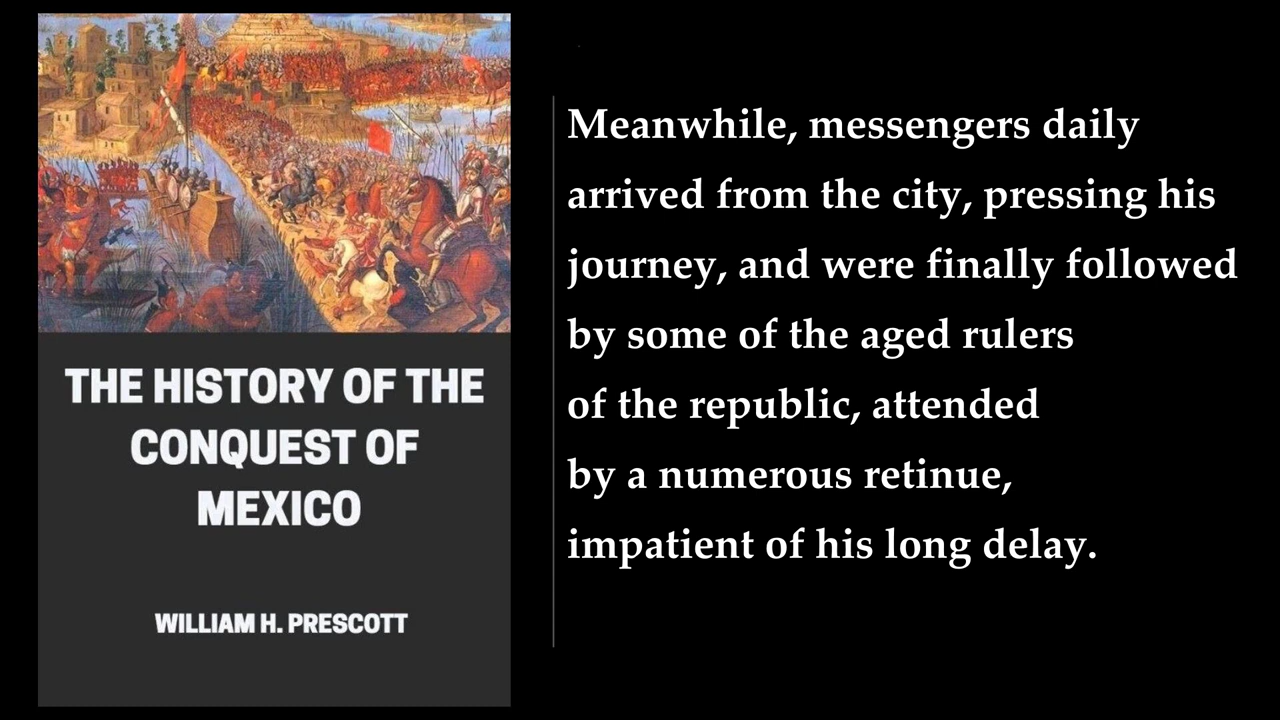 THE HISTORY OF THE
CONQUEST OF
MEXICO
WILLIAM H. PRESCOTT
Meanwhile, messengers daily
arrived from the city, pressing his
journey, and were finally followed
by some of the aged rulers
of the republic, attended
by a numerous retinue,
impatient of his long delay.